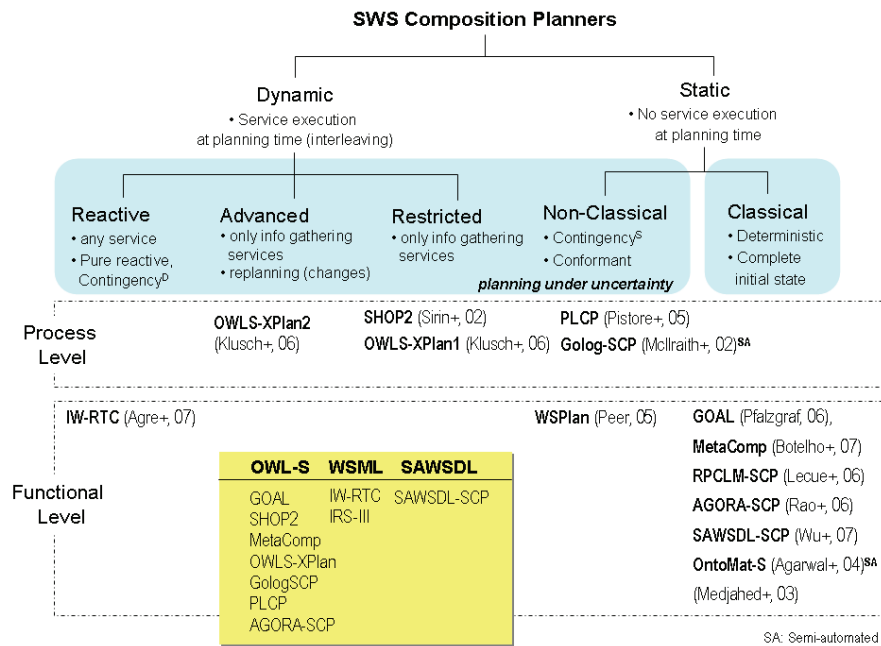 SWS Composition Planners
Dynamic
• Service execution
at planning time (interleaving)
Static
• No service execution
at planning time
Reactive
• any service
• Pure reactive,
Contingency^D
Advanced
• only info gathering
services
• replanning (changes)
Restricted
• only info gathering
services
Non-Classical
• Contingency^S
• Conformant
planning under uncertainty
Classical
• Deterministic
• Complete
initial state
Process
Level
OWLS-XPlan2
(Klusch+, 06)
SHOP2 (Sirin+, 02)
OWLS-XPlan1 (Klusch+, 06)
PLCP (Pistore+, 05)
Golog-SCP (McIlraith+, 02)^SA
Functional
Level
IW-RTC (Agre+, 07)
WSPlan (Peer, 05)
GOAL (Pfalzgraf, 06),
MetaComp (Botelho+, 07)
RPCLM-SCP (Lecue+, 06)
AGORA-SCP (Rao+, 06)
SAWSDL-SCP (Wu+, 07)
OntoMat-S (Agarwal+, 04)^SA
(Medjahed+, 03)
OWL-S WSML SAWSDL
GOAL IW-RTC SAWSDL-SCP
SHOP2 IRS-III
MetaComp
OWLS-XPlan
GologSCP
PLCP
AGORA-SCP
SA: Semi-automated